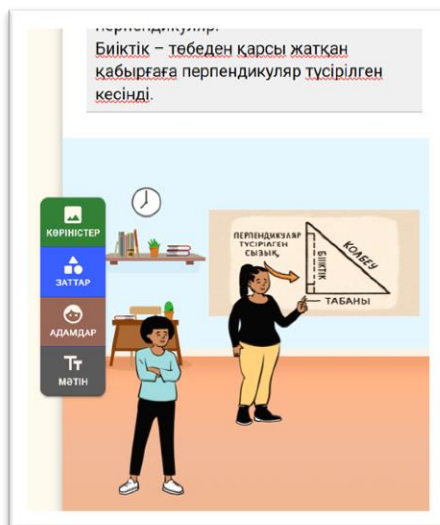 перпендикуляр.
Биіктік – төбеден қарсы жатқан
қабырғаға перпендикуляр түсірілген
кесінді.
КӨРІНІСТЕР
ЗАТТАР
АДАМДАР
Тт
МӘТІН
ПЕРПЕНДИКУЛЯР
ТҮСІРІЛГЕН
СЫЗЫҚ
БИІКТІК
КОЛБЕУ
ТАБАНЫ